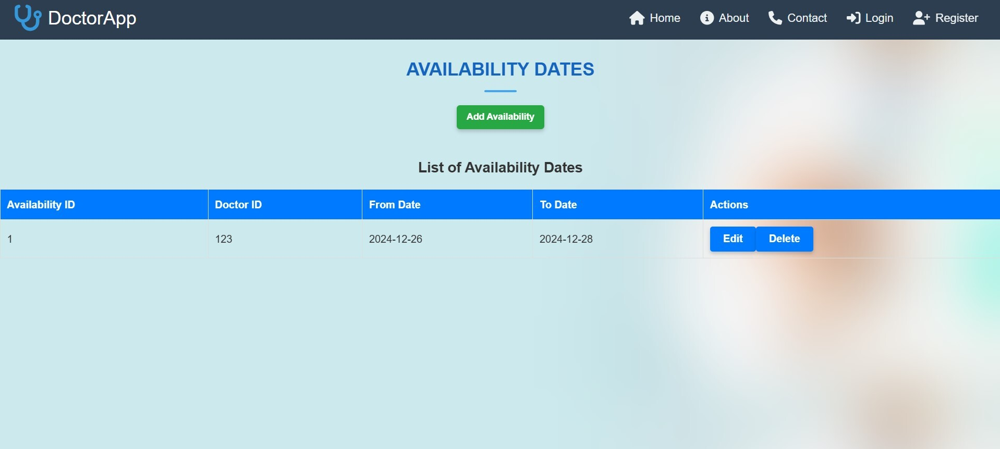 DoctorApp
Home About Contact Login Register
AVAILABILITY DATES
Add Availability
List of Availability Dates
Availability ID Doctor ID From Date To Date Actions
1 123 2024-12-26 2024-12-28 Edit Delete